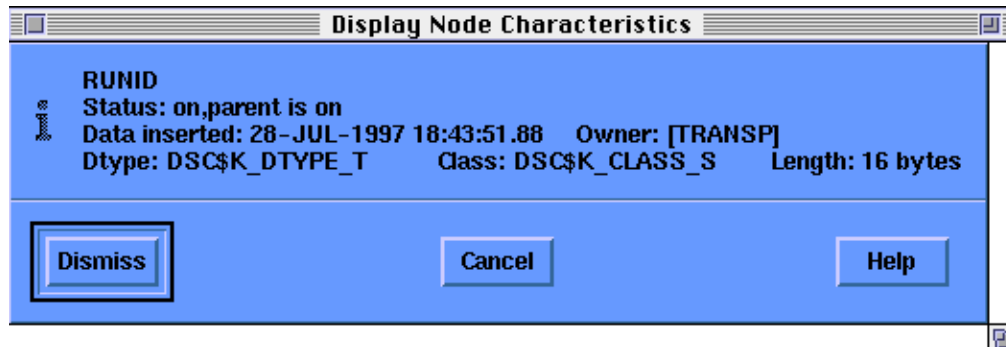 Display Node Characteristics
RUNID
Status: on,parent is on
Data inserted: 28-JUL-1997 18:43:51.88 Owner: [TRANSP]
Dtype: DSC$K_DTYPE_T Class: DSC$K_CLASS_S Length: 16 bytes
Dismiss Cancel Help